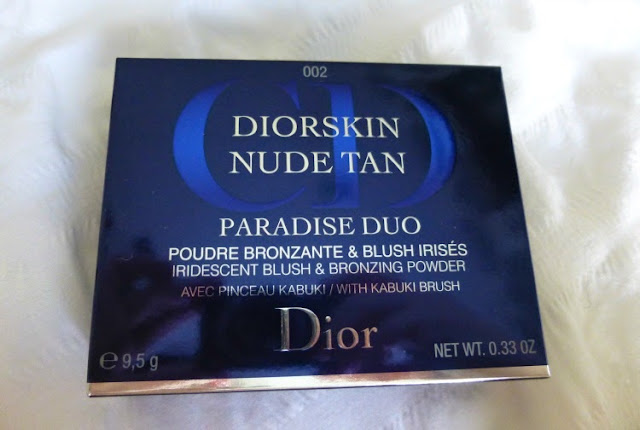 002
CD
DIORSKIN
NUDE TAN
PARADISE DUO
POUDRE BRONZANTE & BLUSH IRISÉS
IRIDESCENT BLUSH & BRONZING POWDER
AVEC PINCEAU KABUKI / WITH KABUKI BRUSH
Dior
℮ 9,5 g
NET WT. 0.33 OZ